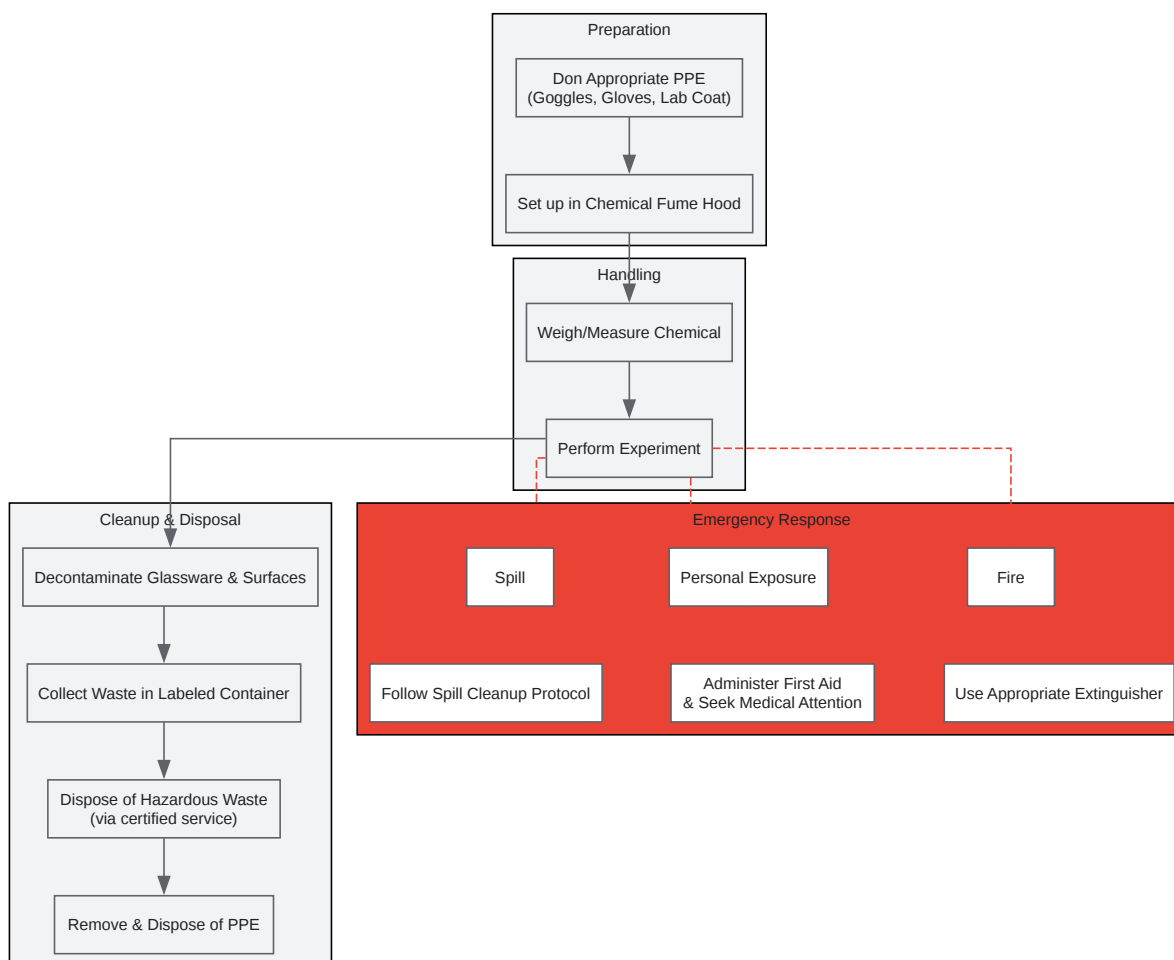 Preparation
Don Appropriate PPE
(Goggles, Gloves, Lab Coat)
Set up in Chemical Fume Hood
Handling
Weigh/Measure Chemical
Perform Experiment
Cleanup & Disposal
Decontaminate Glassware & Surfaces
Collect Waste in Labeled Container
Dispose of Hazardous Waste
(via certified service)
Remove & Dispose of PPE
Emergency Response
Spill
Personal Exposure
Fire
Follow Spill Cleanup Protocol
Administer First Aid
& Seek Medical Attention
Use Appropriate Extinguisher